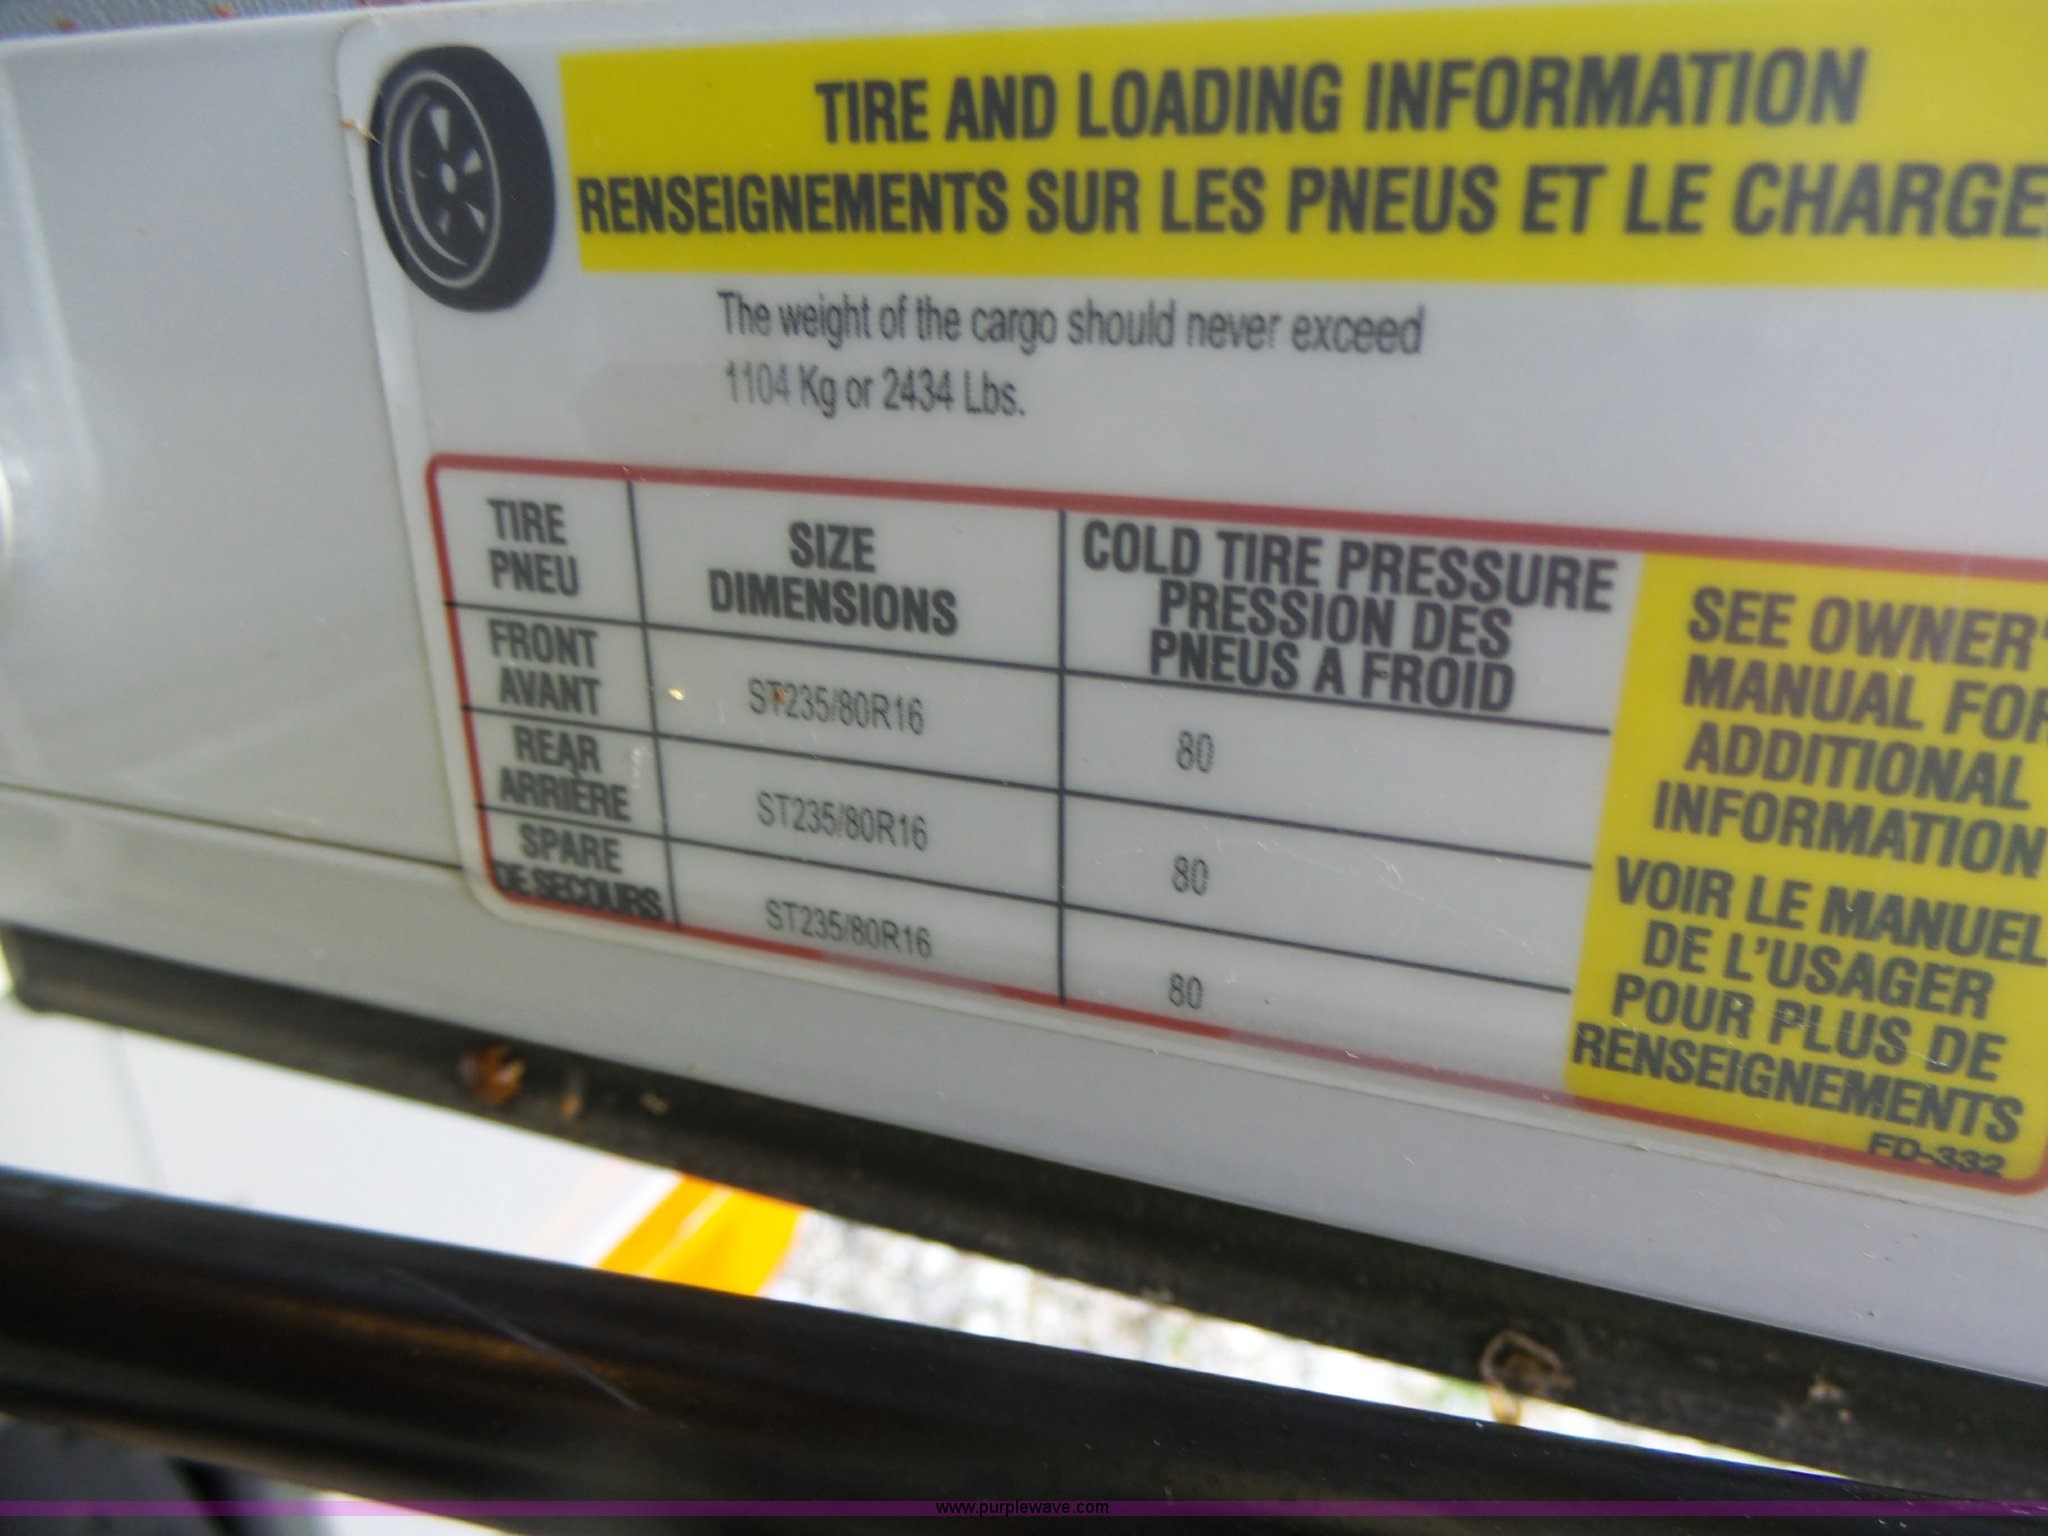 TIRE AND LOADING INFORMATION
RENSEIGNEMENTS SUR LES PNEUS ET LE CHARGE
The weight of the cargo should never exceed
1104 Kg or 2434 Lbs.
TIRE
PNEU
SIZE
DIMENSIONS
COLD TIRE PRESSURE
PRESSION DES
PNEUS A FROID
FRONT
AVANT
ST235/80R16
80
REAR
ARRIÈRE
ST235/80R16
80
SPARE
DE SECOURS
ST235/80R16
80
SEE OWNER'
MANUAL FOR
ADDITIONAL
INFORMATION
VOIR LE MANUEL
DE L'USAGER
POUR PLUS DE
RENSEIGNEMENTS
FD-332
www.purplewave.com